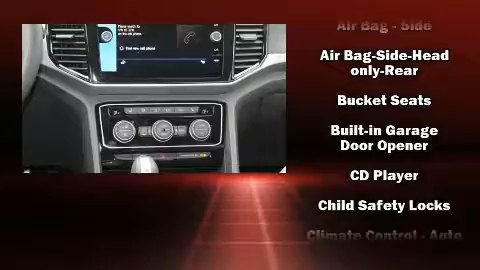 Air Bag - Side
Air Bag-Side-Head
only-Rear
Bucket Seats
Built-in Garage
Door Opener
CD Player
Child Safety Locks
Climate Control - Auto